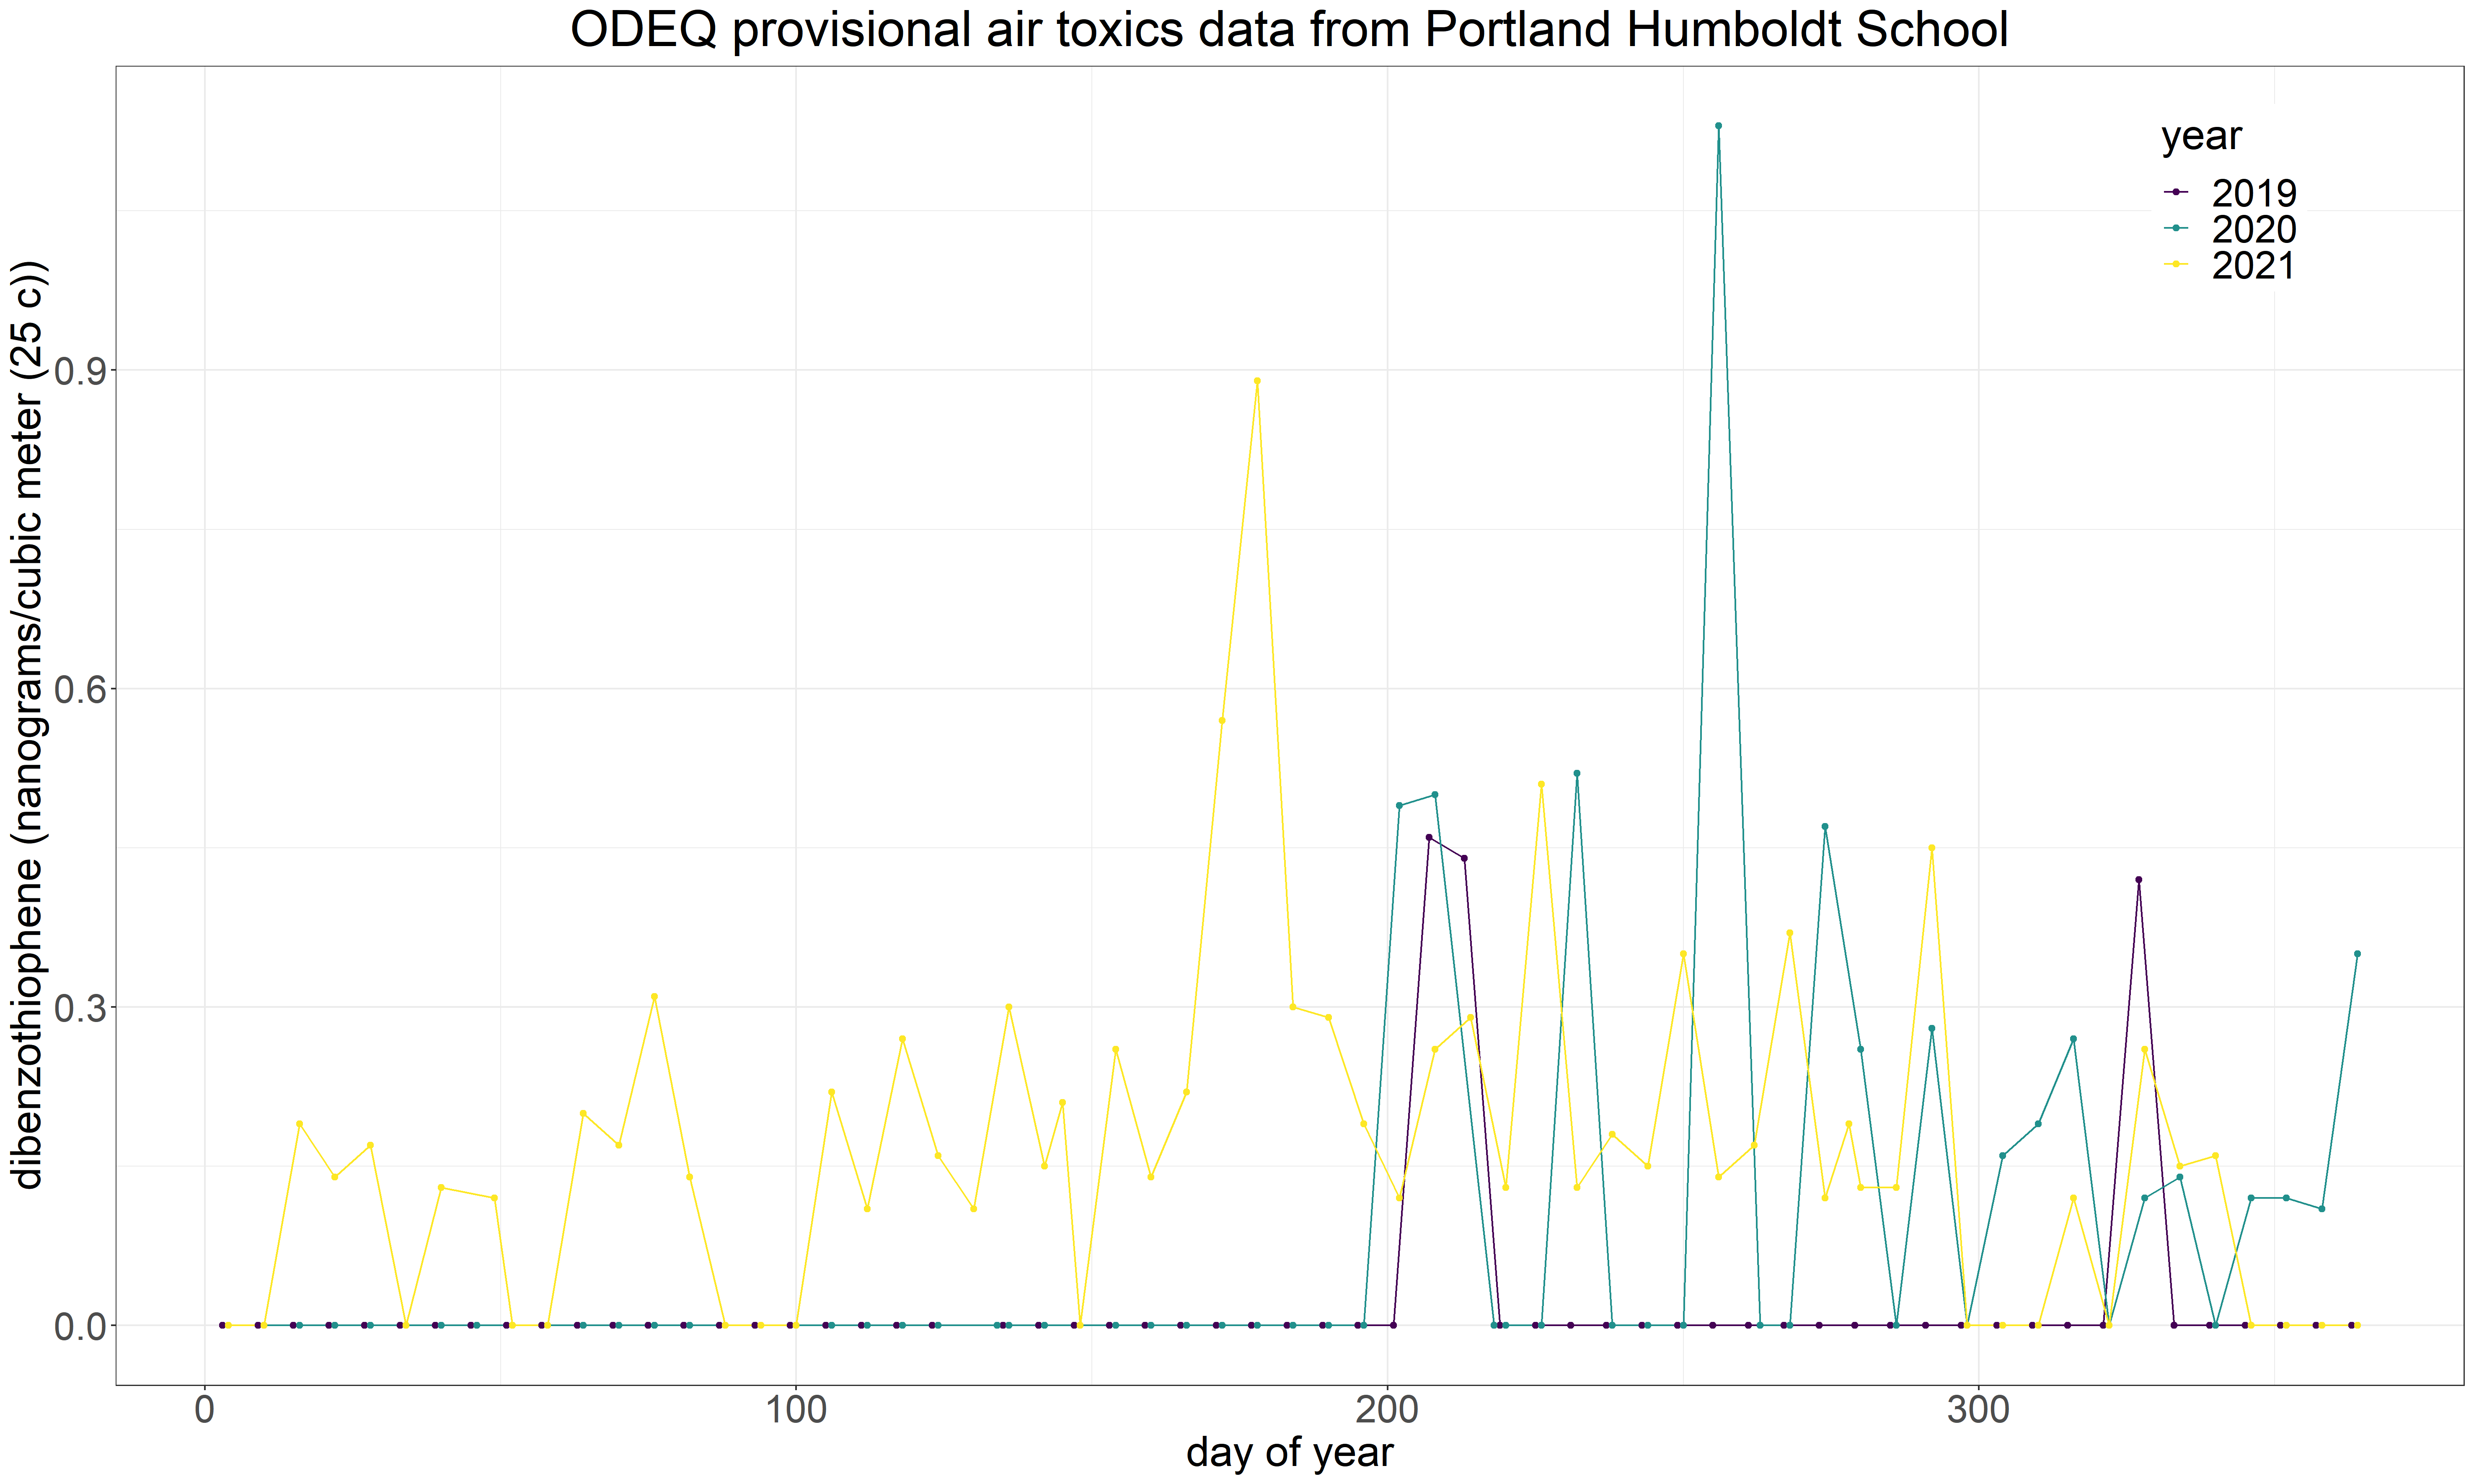 ODEQ provisional air toxics data from Portland Humboldt School
year
2019
2020
2021
dibenzothiophene (nanograms/cubic meter (25 c))
0.9
0.6
0.3
0.0
0 100 200 300
day of year